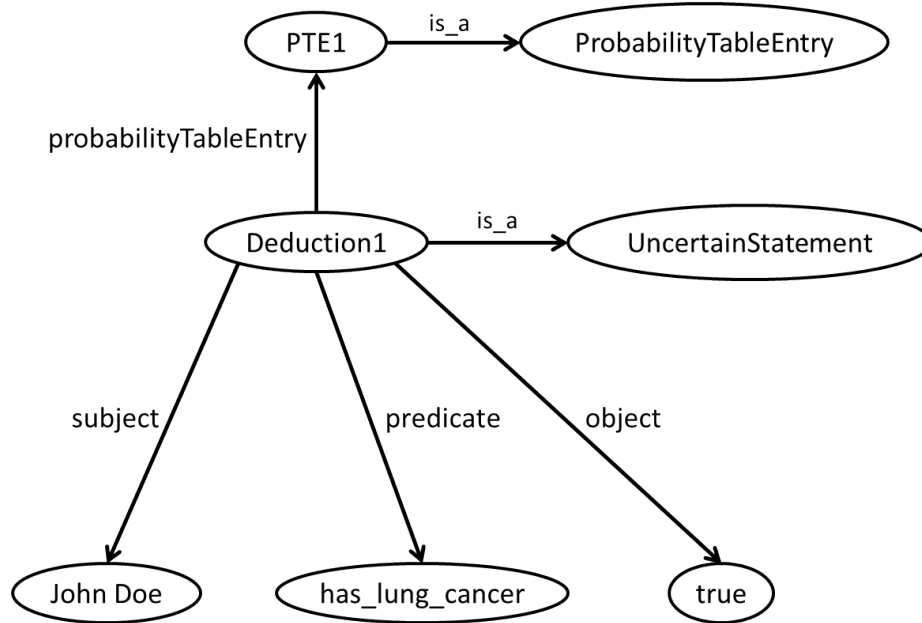 is_a
PTE1
ProbabilityTableEntry
probabilityTableEntry
is_a
Deduction1
UncertainStatement
subject
predicate
object
John Doe
has_lung_cancer
true